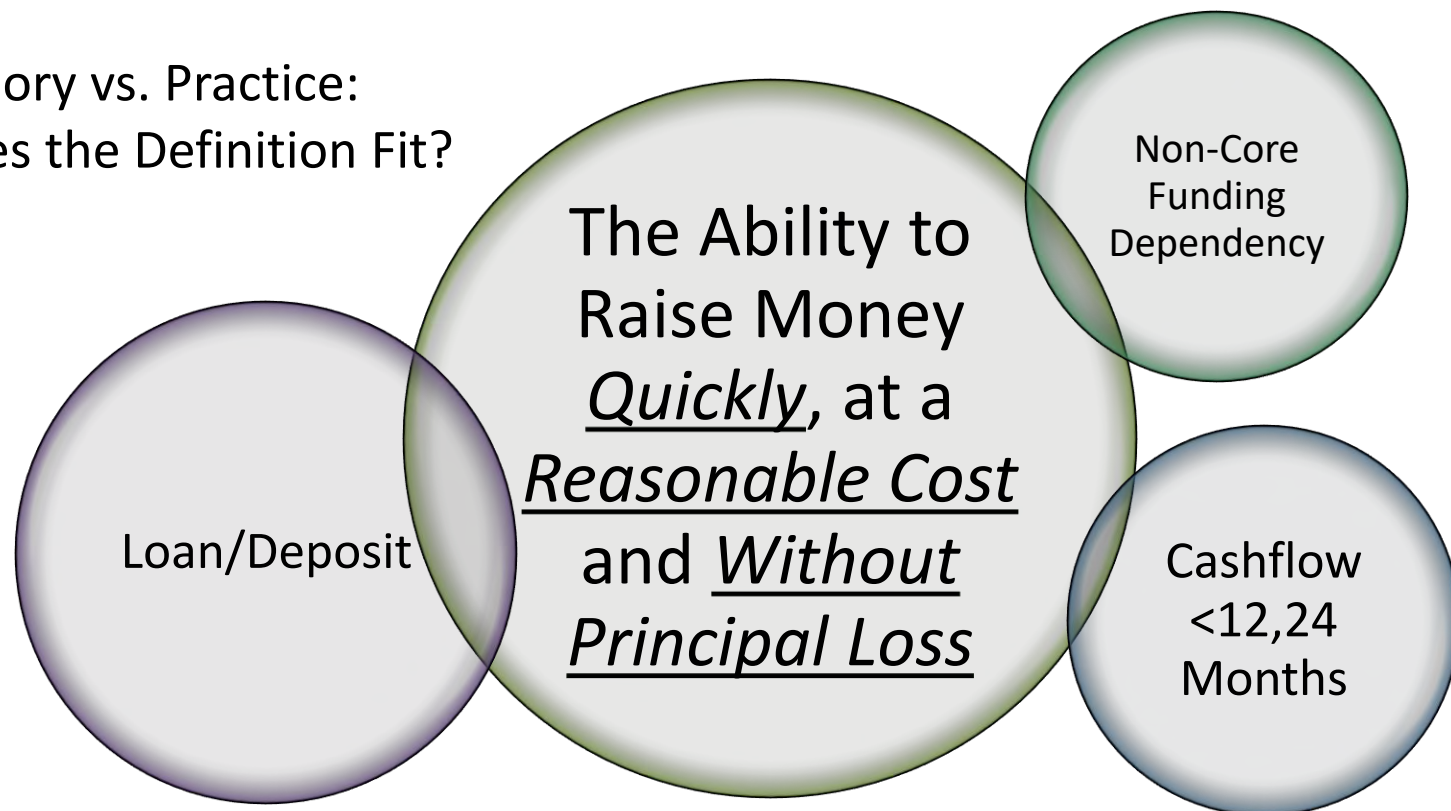 ory vs. Practice:
es the Definition Fit?
The Ability to
Raise Money
Quickly, at a
Reasonable Cost
and Without
Principal Loss
Non-Core
Funding
Dependency
Loan/Deposit
Cashflow
<12,24
Months